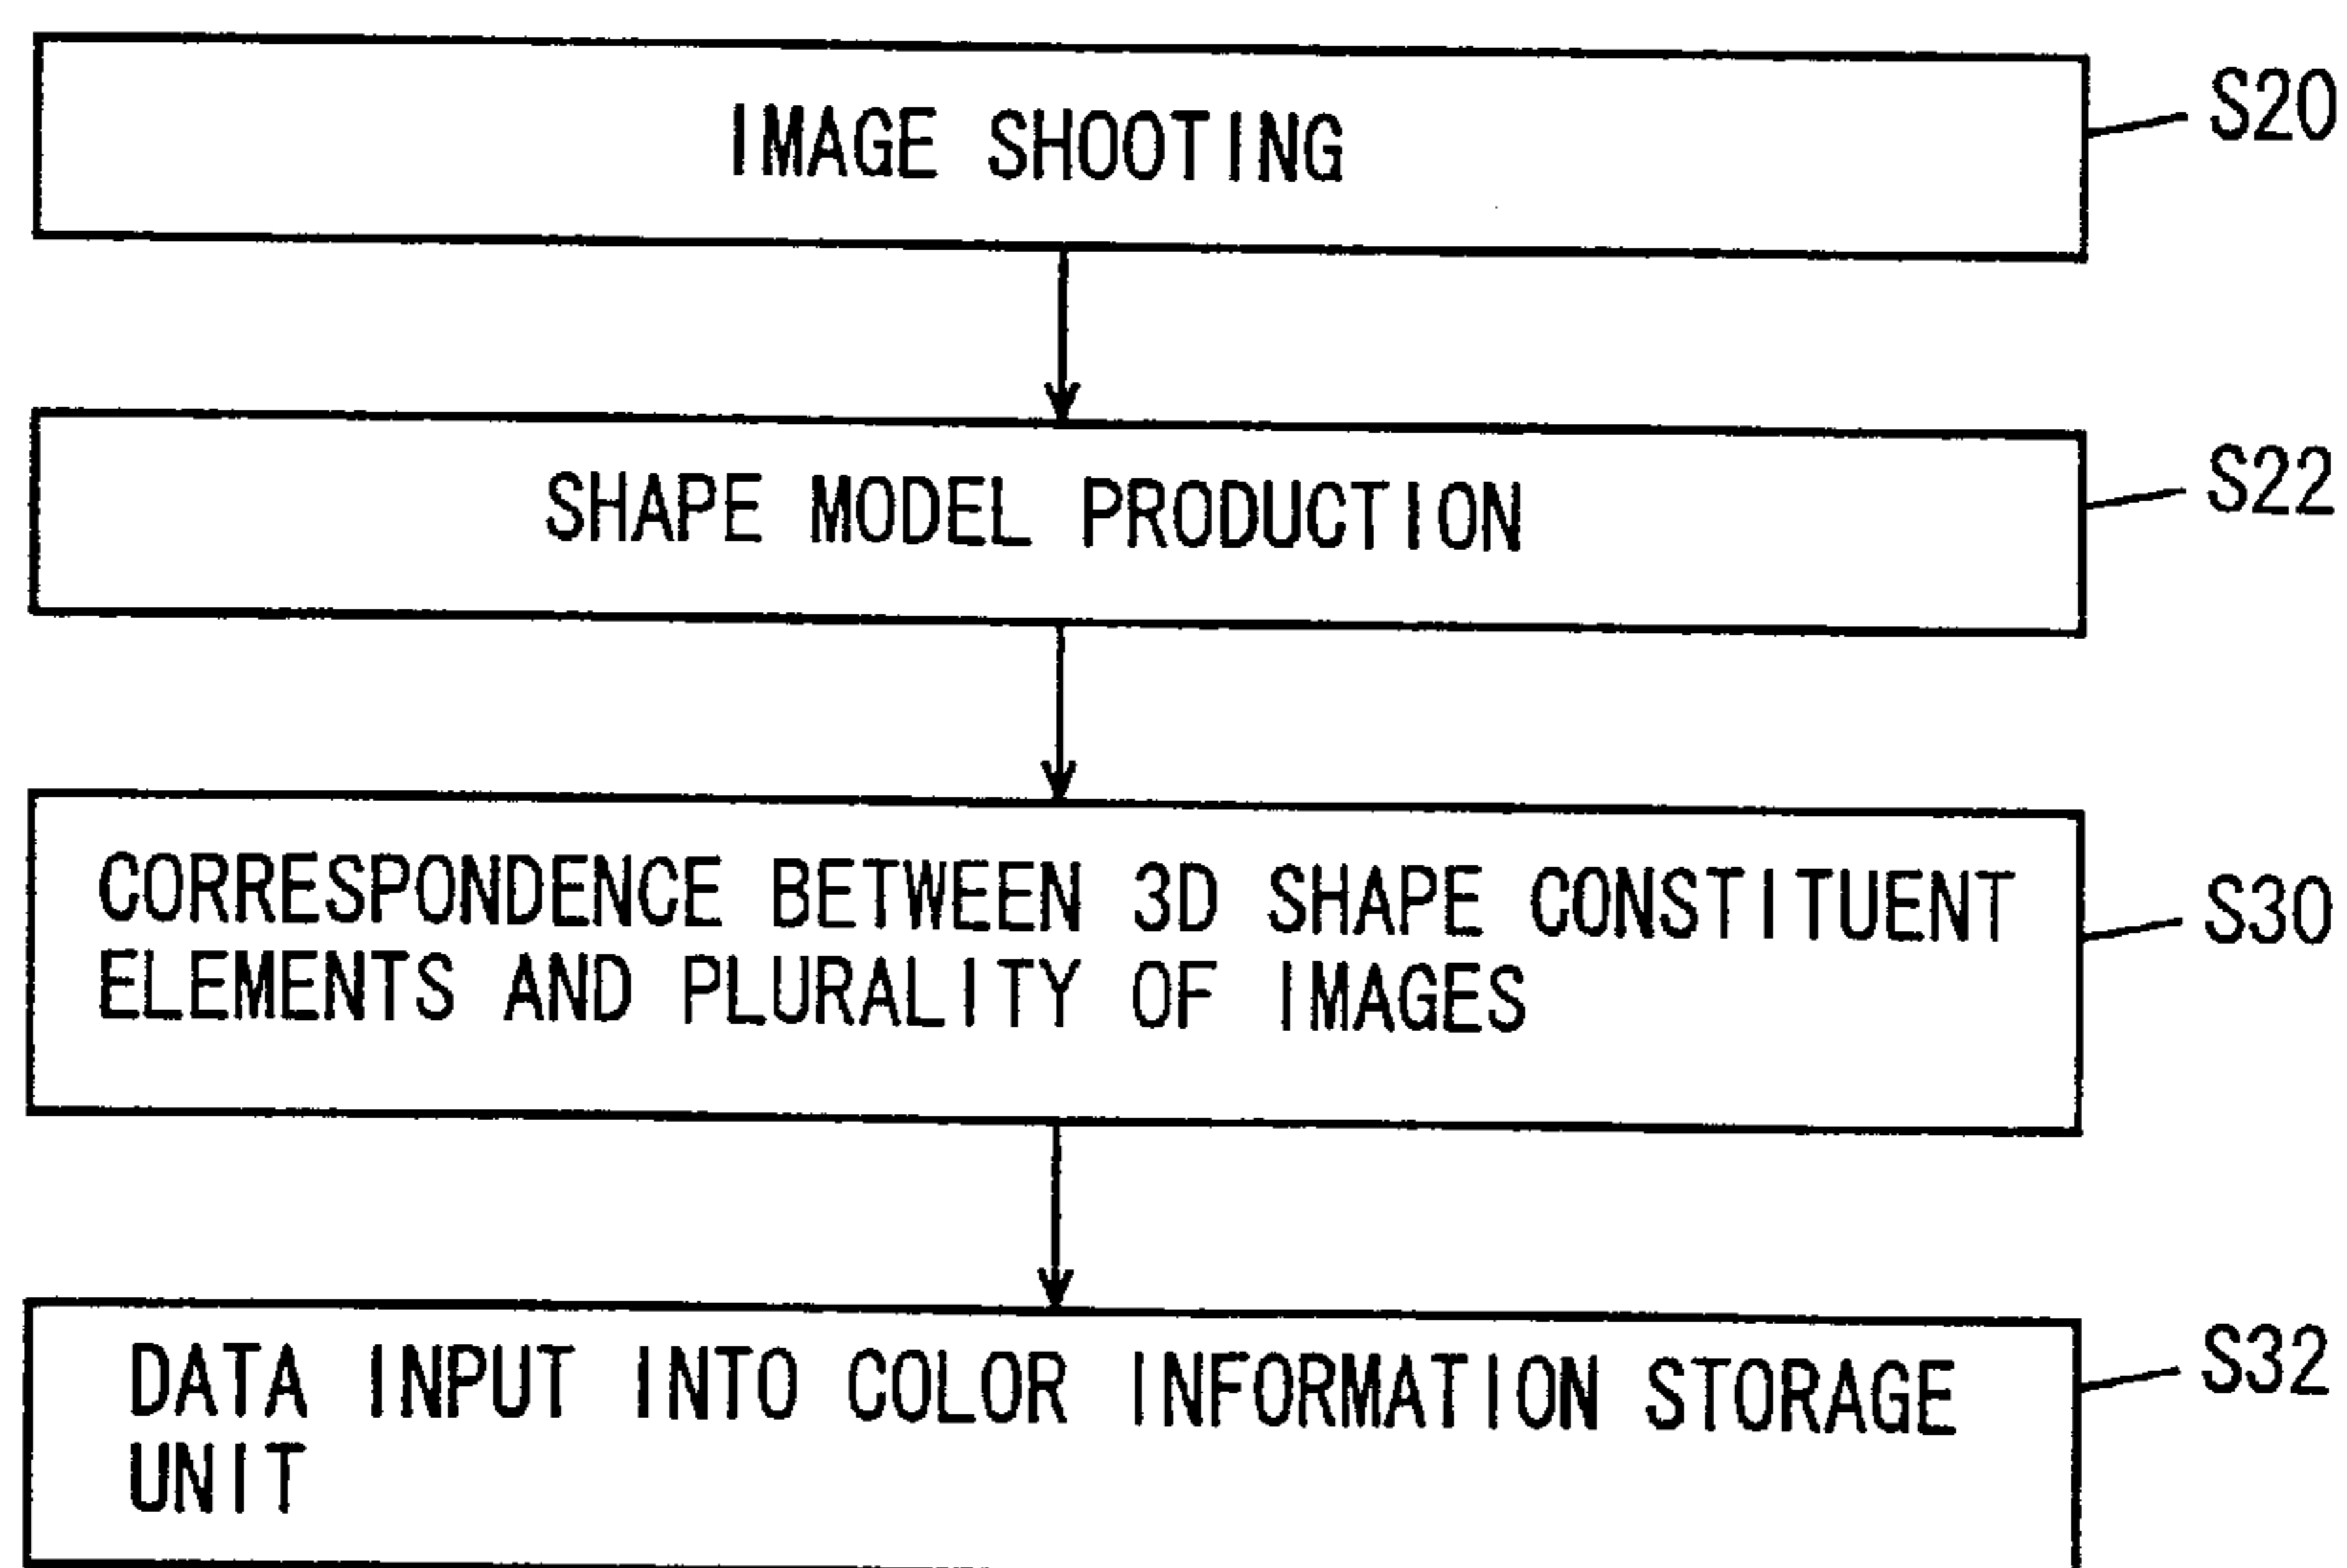 IMAGE SHOOTING
S20
SHAPE MODEL PRODUCTION
S22
CORRESPONDENCE BETWEEN 3D SHAPE CONSTITUENT
ELEMENTS AND PLURALITY OF IMAGES
S30
DATA INPUT INTO COLOR INFORMATION STORAGE
UNIT
S32